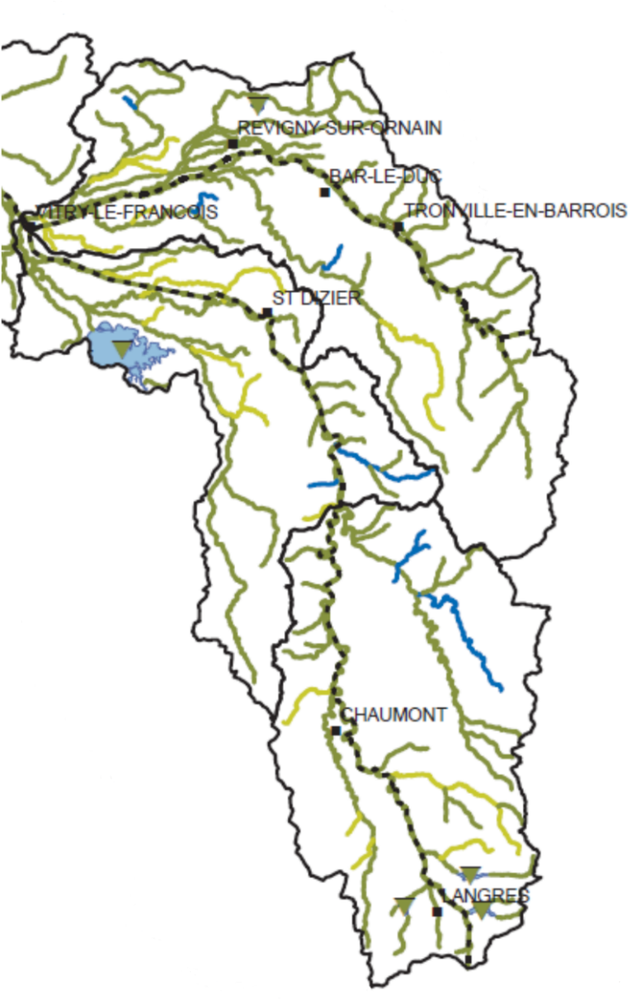 REVIGNY-SUR-ORNAIN
BAR-LE-DUC
TRONVILLE-EN-BARROIS
VITRY-LE-FRANCOIS
ST DIZIER
CHAUMONT
LANGRES